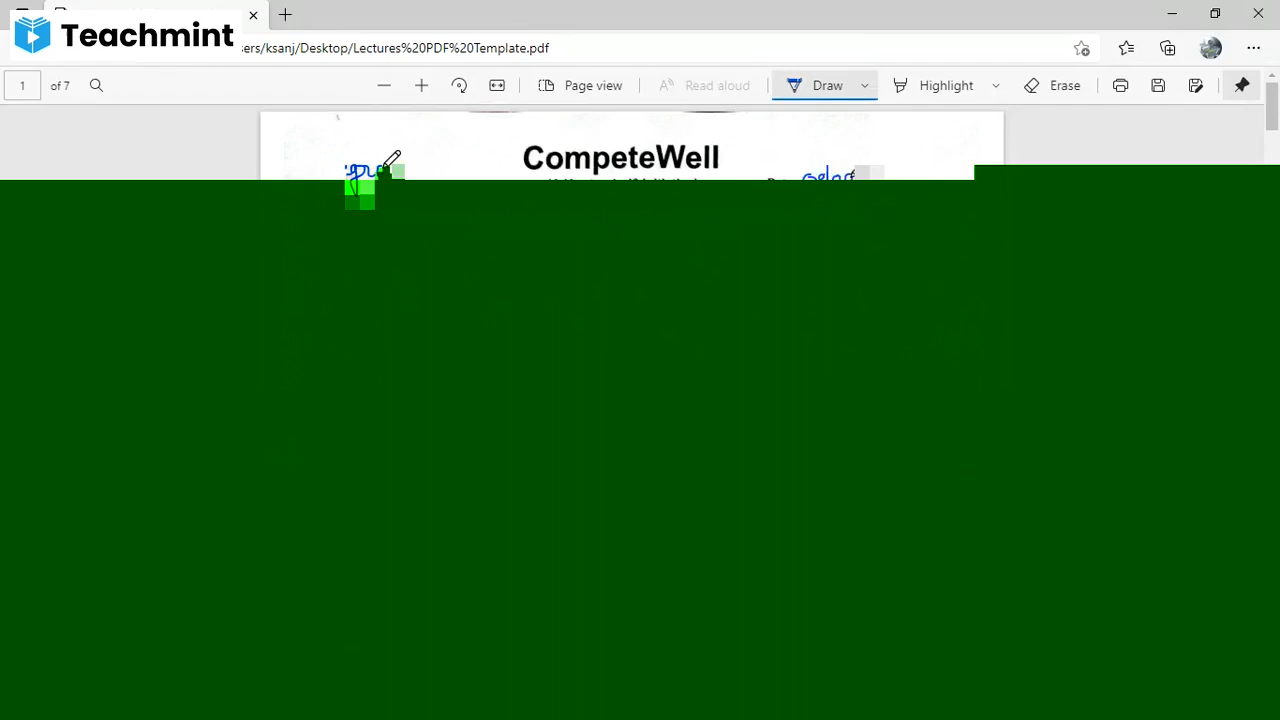 Teachmint
ers/ksanj/Desktop/Lectures%20PDF%20Template.pdf
1 of 7 Page view Read aloud Draw Highlight Erase
CompeteWell